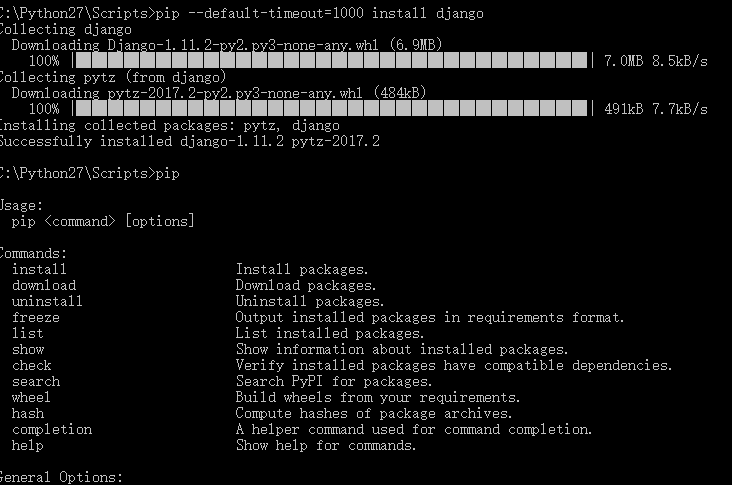 C:\Python27\Scripts>pip --default-timeout=1000 install django
Collecting django
  Downloading Django-1.11.2-py2.py3-none-any.whl (6.9MB)
    100% |████████████████████████████████| 7.0MB 8.5kB/s
Collecting pytz (from django)
  Downloading pytz-2017.2-py2.py3-none-any.whl (484kB)
    100% |████████████████████████████████| 491kB 7.7kB/s
Installing collected packages: pytz, django
Successfully installed django-1.11.2 pytz-2017.2
C:\Python27\Scripts>pip
Usage:
  pip <command> [options]
Commands:
  install                     Install packages.
  download                    Download packages.
  uninstall                   Uninstall packages.
  freeze                      Output installed packages in requirements format.
  list                        List installed packages.
  show                        Show information about installed packages.
  check                       Verify installed packages have compatible dependencies.
  search                      Search PyPI for packages.
  wheel                       Build wheels from your requirements.
  hash                        Compute hashes of package archives.
  completion                  A helper command used for command completion.
  help                        Show help for commands.
General Options: